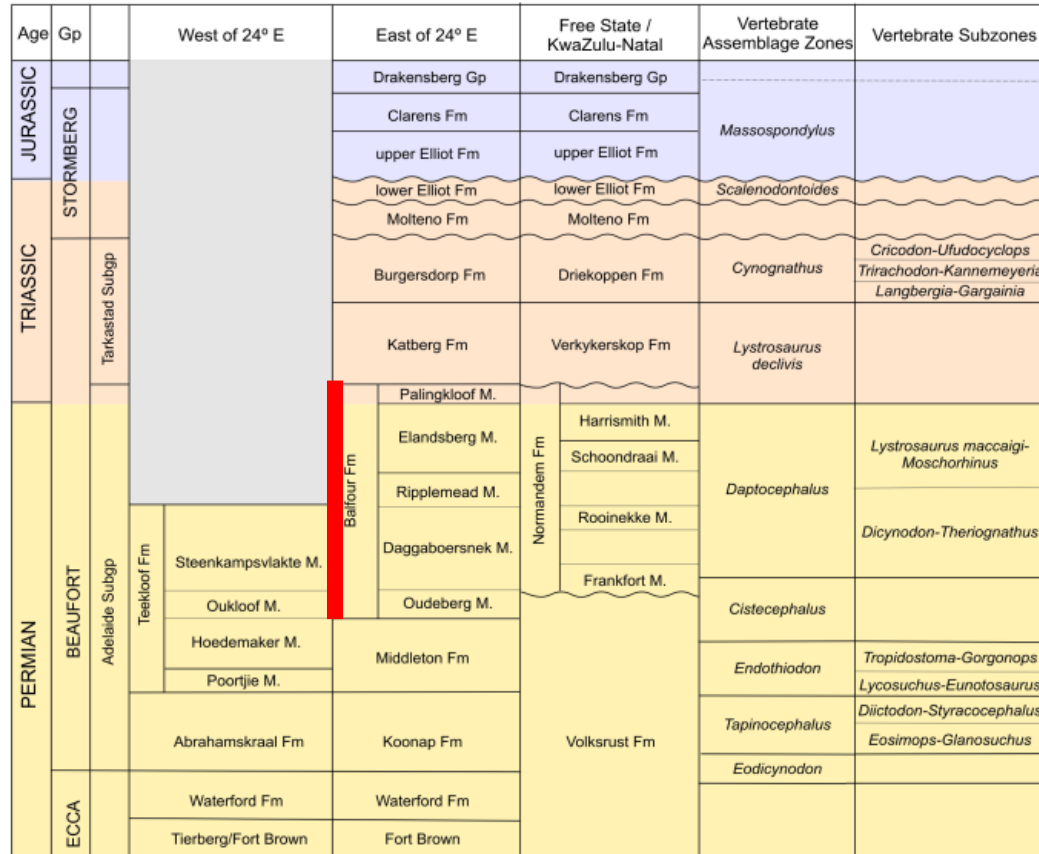 Age
Gp
West of 24º E
East of 24º E
Free State /
KwaZulu-Natal
Vertebrate
Assemblage Zones
Vertebrate Subzones
JURASSIC
TRIASSIC
PERMIAN
STORMBERG
BEAUFORT
ECCA
Tarkastad Subgp
Adelaide Subgp
Teekloof Fm
Steenkampsvlakte M.
Oukloof M.
Hoedemaker M.
Poortjie M.
Abrahamskraal Fm
Waterford Fm
Tierberg/Fort Brown
Drakensberg Gp
Clarens Fm
upper Elliot Fm
lower Elliot Fm
Molteno Fm
Burgersdorp Fm
Katberg Fm
Balfour Fm
Palingkloof M.
Elandsberg M.
Ripplemead M.
Daggaboersnek M.
Oudeberg M.
Middleton Fm
Koonap Fm
Waterford Fm
Fort Brown
Drakensberg Gp
Clarens Fm
upper Elliot Fm
lower Elliot Fm
Molteno Fm
Driekoppen Fm
Verkykerskop Fm
Normandem Fm
Harrismith M.
Schoondraai M.
Rooinekke M.
Frankfort M.
Volksrust Fm
Massospondylus
Scalenodontoides
Cynognathus
Lystrosaurus
declivis
Daptocephalus
Cistecephalus
Endothiodon
Tapinocephalus
Eodicynodon
Cricodon-Ufudocyclops
Trirachodon-Kannemeyeria
Langbergia-Gargainia
Lystrosaurus maccaigi-
Moschorhinus
Dicynodon-Theriognathus
Tropidostoma-Gorgonops
Lycosuchus-Eunotosaurus
Diictodon-Styracocephalus
Eosimops-Glanosuchus